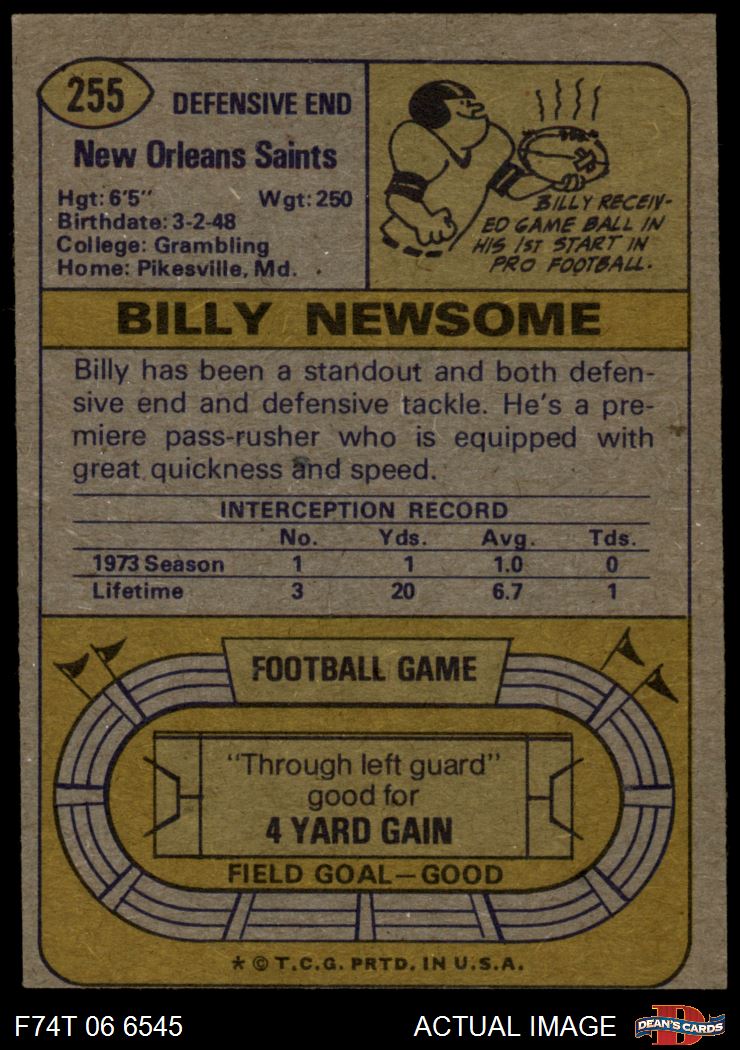 255
DEFENSIVE END
New Orleans Saints
Hgt: 6'5" Wgt: 250
Birthdate: 3-2-48
College: Grambling
Home: Pikesville, Md.
BILLY RECEIV-
ED GAME BALL IN
HIS 1ST START IN
PRO FOOTBALL.
BILLY NEWSOME
Billy has been a standout and both defen-
sive end and defensive tackle. He's a pre-
miere pass-rusher who is equipped with
great quickness and speed.
INTERCEPTION RECORD
No. Yds. Avg. Tds.
1973 Season 1 1 1.0 0
Lifetime 3 20 6.7 1
FOOTBALL GAME
"Through left guard"
good for
4 YARD GAIN
FIELD GOAL—GOOD
* © T.C.G. PRTD. IN U.S.A.
F74T 06 6545 ACTUAL IMAGE
D
DEAN'S CARDS